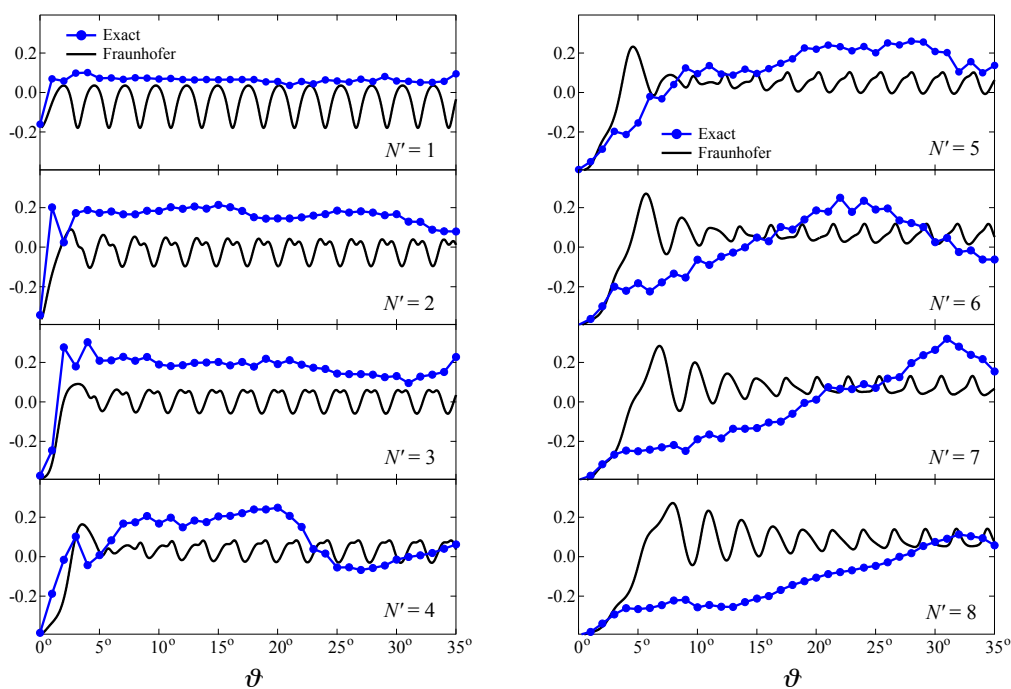 Exact
Fraunhofer
0.2
0.0
-0.2
N' = 1
0.2
0.0
-0.2
N' = 2
0.2
0.0
-0.2
N' = 3
0.2
0.0
-0.2
N' = 4
0° 5° 10° 15° 20° 25° 30° 35°
ϑ
0.2
0.0
-0.2
Exact
Fraunhofer
N' = 5
0.2
0.0
-0.2
N' = 6
0.2
0.0
-0.2
N' = 7
0.2
0.0
-0.2
N' = 8
0° 5° 10° 15° 20° 25° 30° 35°
ϑ